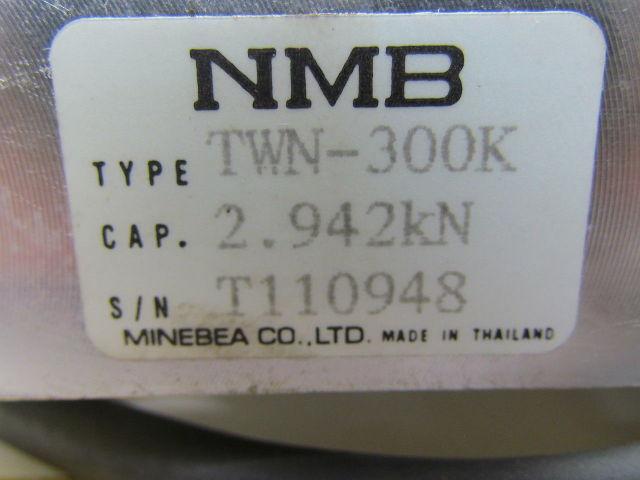 NMB
TYPE TWN-300K
CAP. 2.942kN
S/N T110948
MINEBEA CO.,LTD. MADE IN THAILAND